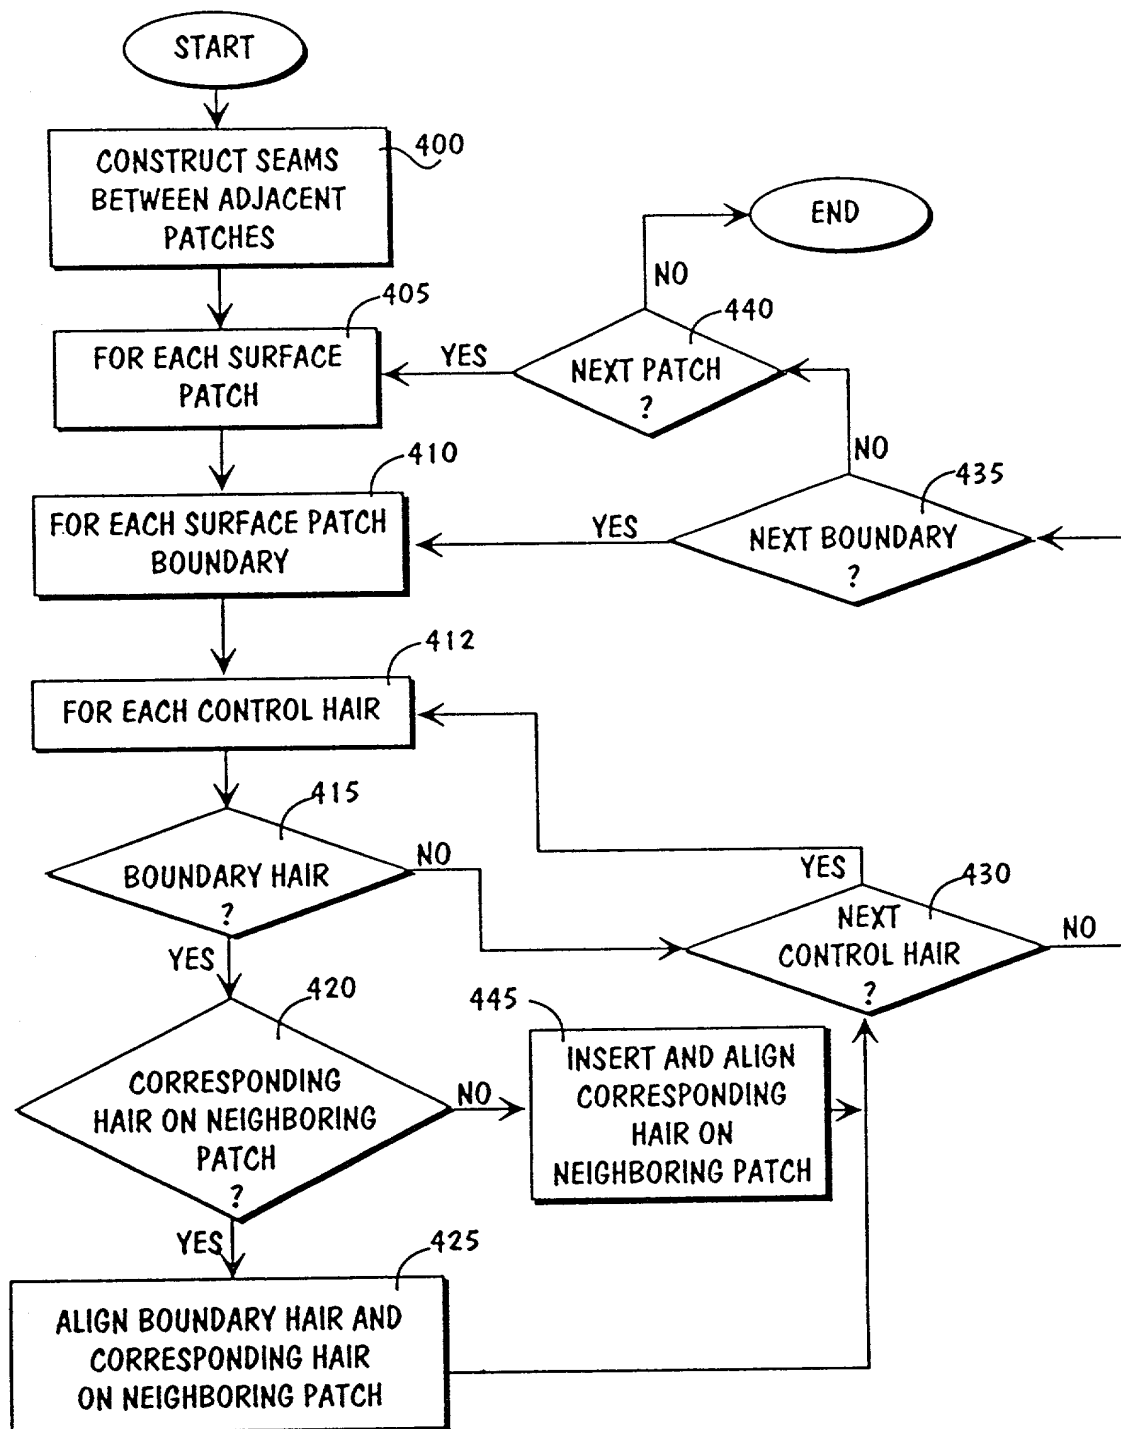 START
CONSTRUCT SEAMS
BETWEEN ADJACENT
PATCHES
400
END
NO
405
FOR EACH SURFACE
PATCH
YES
440
NEXT PATCH
?
NO
410
FOR EACH SURFACE PATCH
BOUNDARY
YES
435
NEXT BOUNDARY
?
412
FOR EACH CONTROL HAIR
415
BOUNDARY HAIR
?
NO
YES
YES
430
NEXT
CONTROL HAIR
?
NO
420
CORRESPONDING
HAIR ON NEIGHBORING
PATCH
?
NO
445
INSERT AND ALIGN
CORRESPONDING
HAIR ON
NEIGHBORING PATCH
YES
425
ALIGN BOUNDARY HAIR AND
CORRESPONDING HAIR
ON NEIGHBORING PATCH